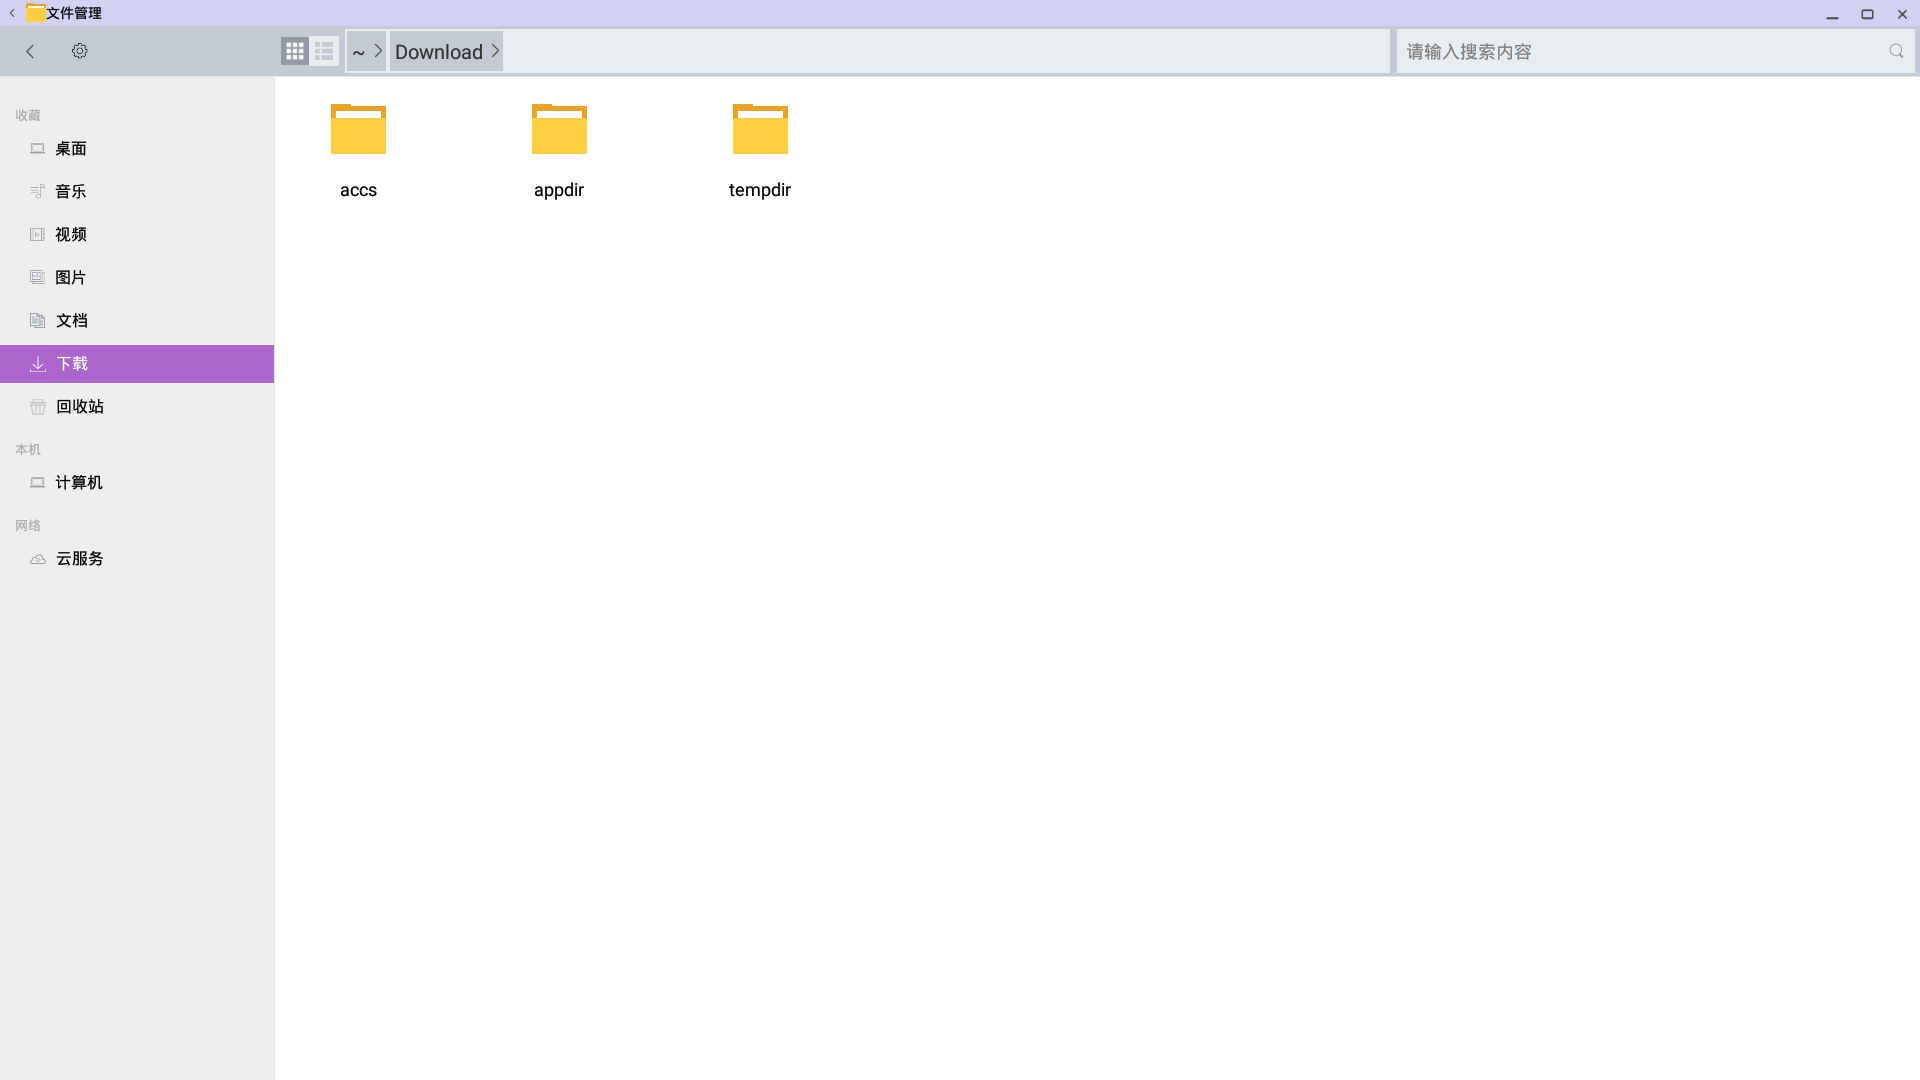 文件管理
~ Download
请输入搜索内容
收藏
桌面
音乐
视频
图片
文档
下载
回收站
本机
计算机
网络
云服务
accs
appdir
tempdir